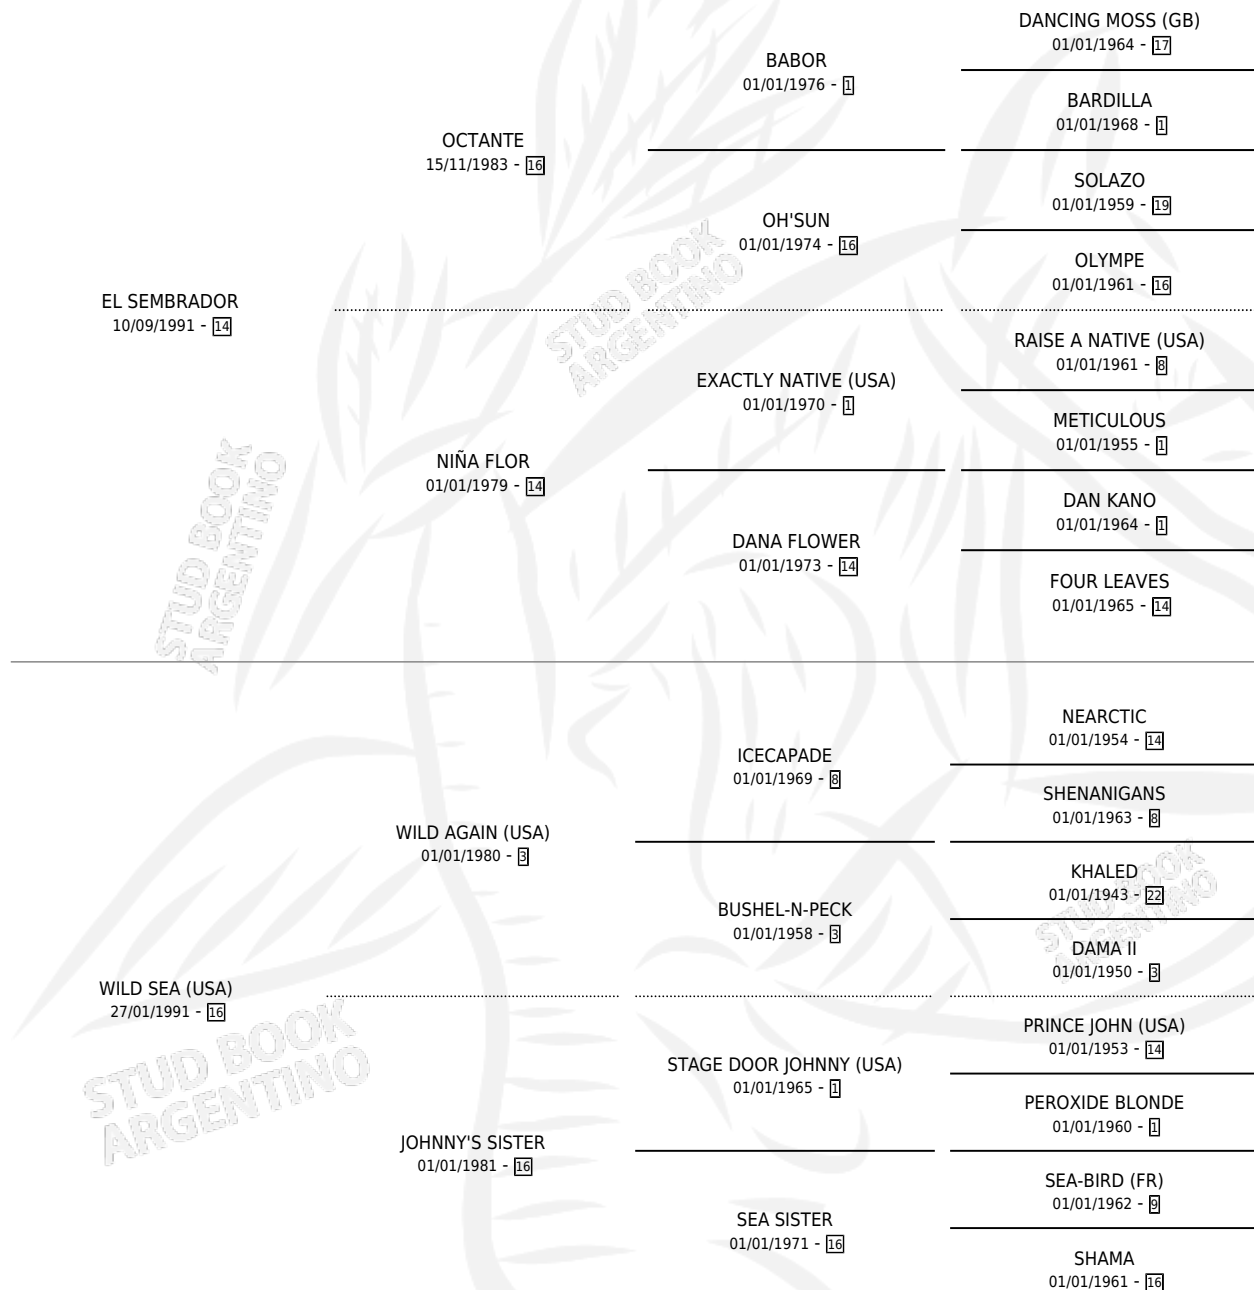 DANCING MOSS (GB)
01/01/1964 - 17
BABOR
01/01/1976 - 1
BARDILLA
01/01/1968 - 1
OCTANTE
15/11/1983 - 16
SOLAZO
01/01/1959 - 19
OH'SUN
01/01/1974 - 16
OLYMPE
01/01/1961 - 16
EL SEMBRADOR
10/09/1991 - 14
STUD BOOK
ARGENTINO
RAISE A NATIVE (USA)
01/01/1961 - 8
EXACTLY NATIVE (USA)
01/01/1970 - 1
METICULOUS
01/01/1955 - 1
NIÑA FLOR
01/01/1979 - 14
DAN KANO
01/01/1964 - 1
DANA FLOWER
01/01/1973 - 14
FOUR LEAVES
01/01/1965 - 14
STUD BOOK
ARGENTINO
NEARCTIC
01/01/1954 - 14
ICECAPADE
01/01/1969 - 8
SHENANIGANS
01/01/1963 - 8
WILD AGAIN (USA)
01/01/1980 - 3
KHALED
01/01/1943 - 22
BUSHEL-N-PECK
01/01/1958 - 3
STUD BOOK
ARGENTINO
DAMA II
01/01/1950 - 3
WILD SEA (USA)
27/01/1991 - 16
STUD BOOK
ARGENTINO
PRINCE JOHN (USA)
01/01/1953 - 14
STAGE DOOR JOHNNY (USA)
01/01/1965 - 1
PEROXIDE BLONDE
01/01/1960 - 1
JOHNNY'S SISTER
01/01/1981 - 16
SEA-BIRD (FR)
01/01/1962 - 9
SEA SISTER
01/01/1971 - 16
SHAMA
01/01/1961 - 16